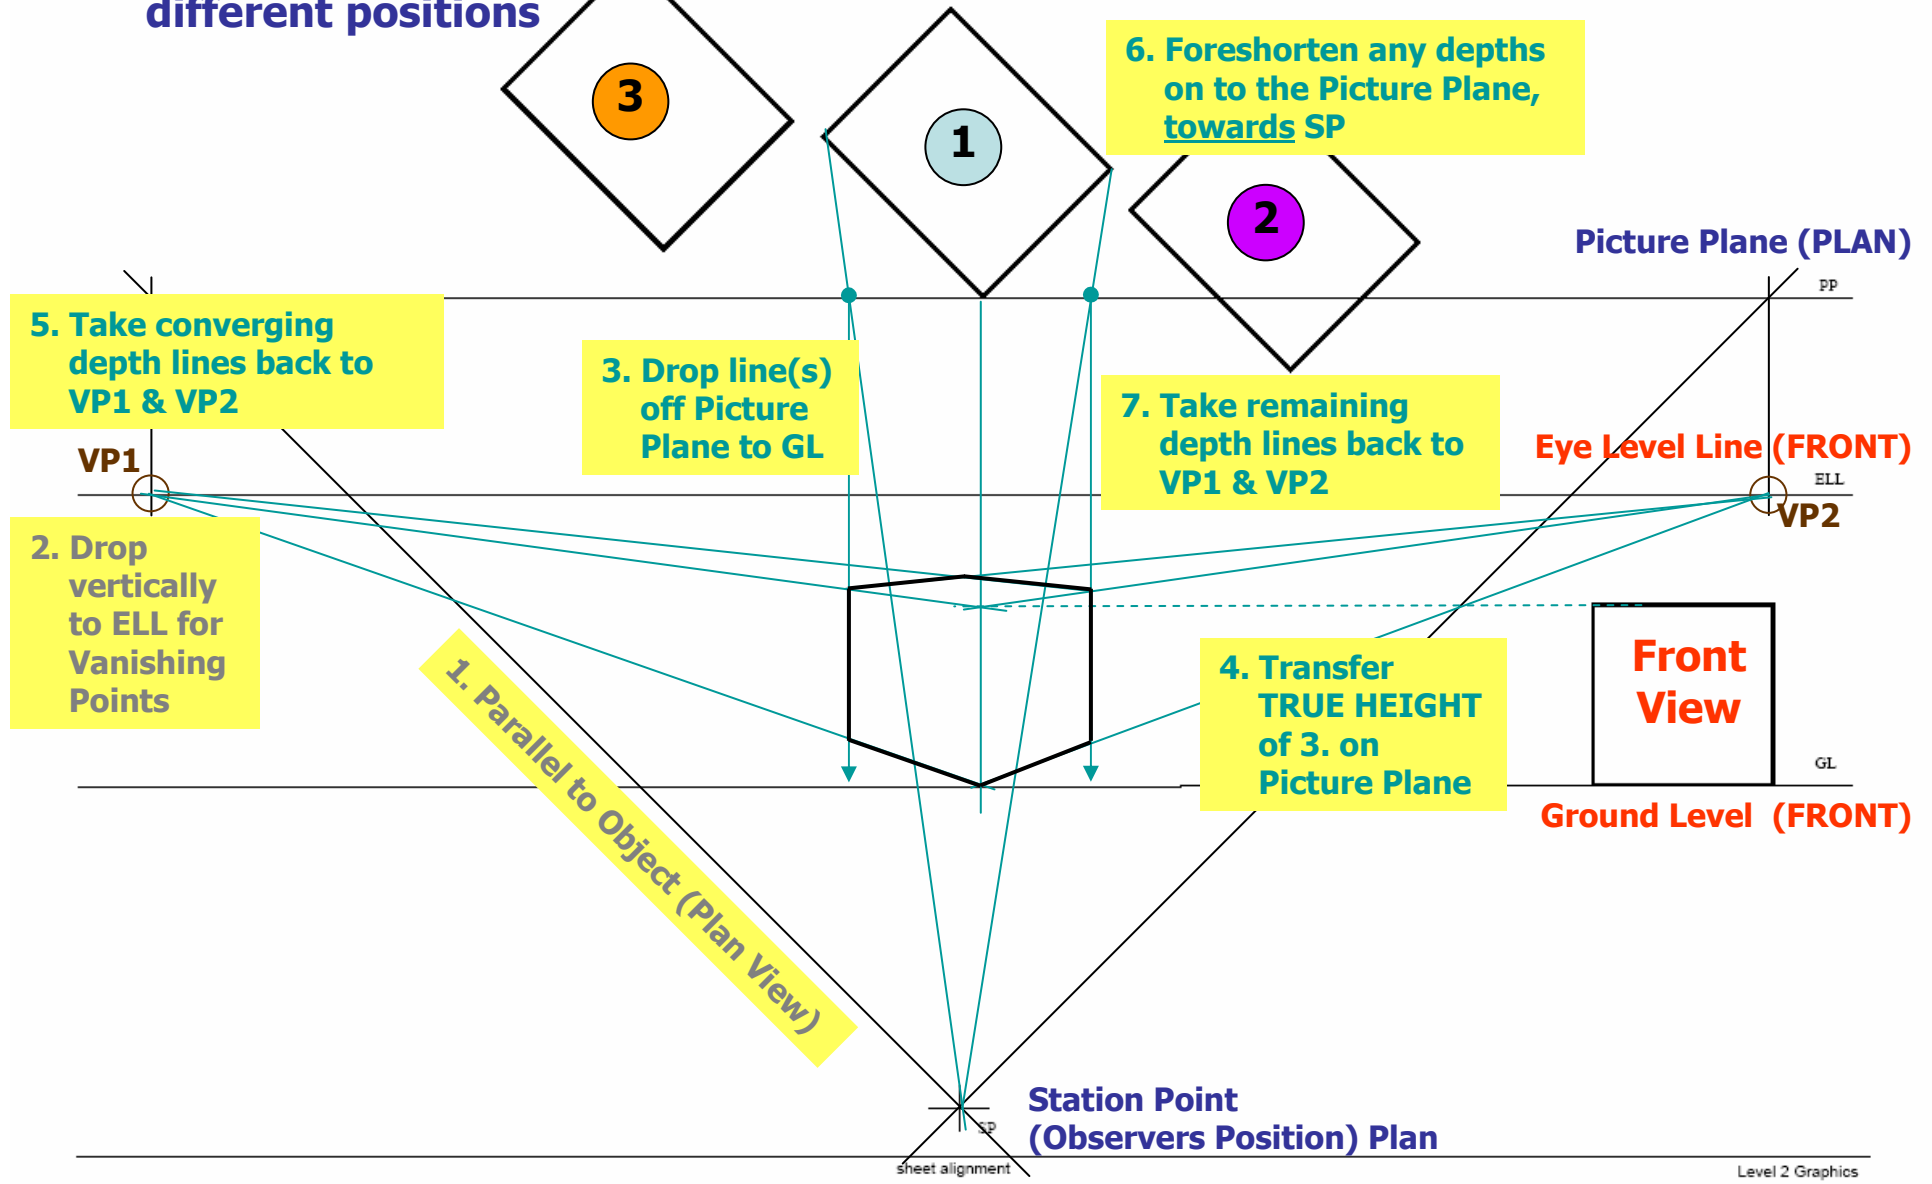 different positions
3
1
6. Foreshorten any depths
on to the Picture Plane,
towards SP
2
Picture Plane (PLAN)
PP
5. Take converging
depth lines back to
VP1 & VP2
3. Drop line(s)
off Picture
Plane to GL
7. Take remaining
depth lines back to
VP1 & VP2
Eye Level Line (FRONT)
ELL
VP1
VP2
2. Drop
vertically
to ELL for
Vanishing
Points
1. Parallel to Object (Plan View)
4. Transfer
TRUE HEIGHT
of 3. on
Picture Plane
Front
View
GL
Ground Level (FRONT)
Station Point
(Observers Position) Plan
SP
sheet alignment
Level 2 Graphics